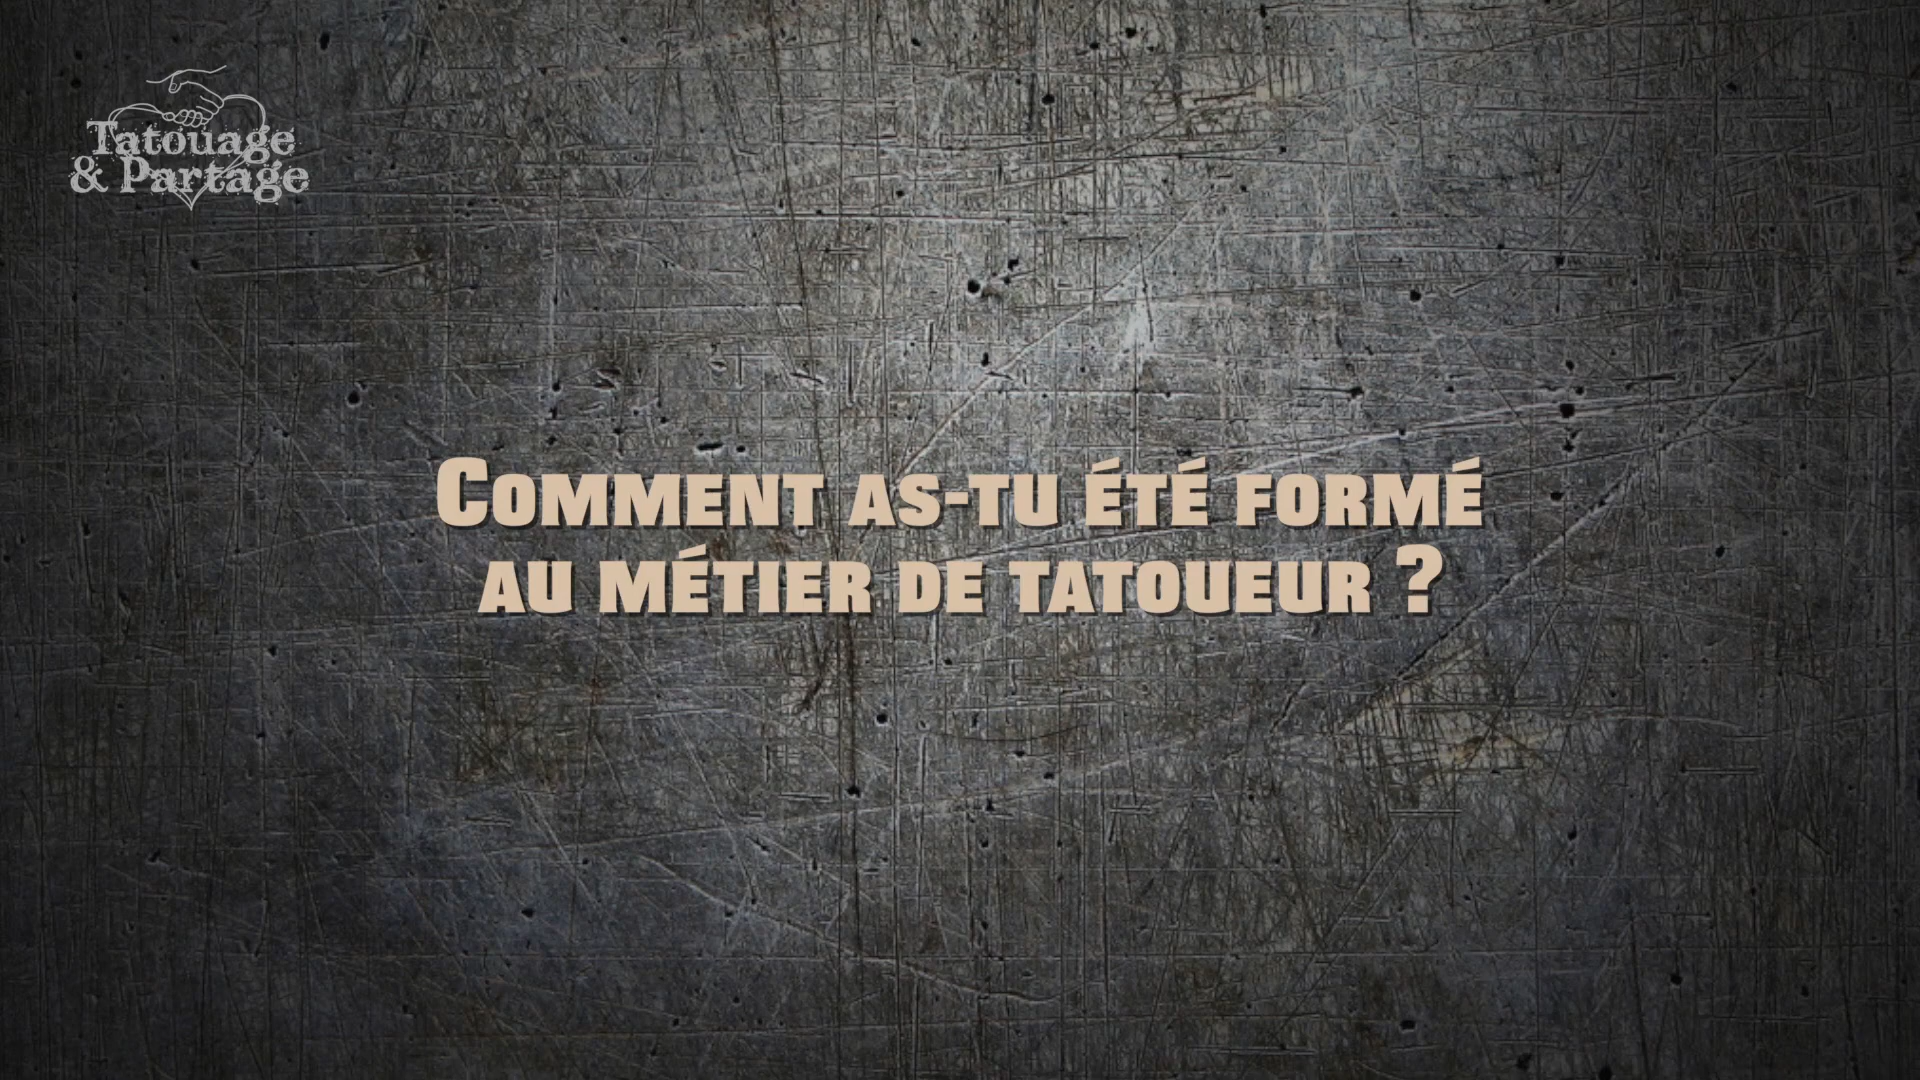 Tatouage
& Partage
Comment as-tu été formé
au métier de tatoueur ?